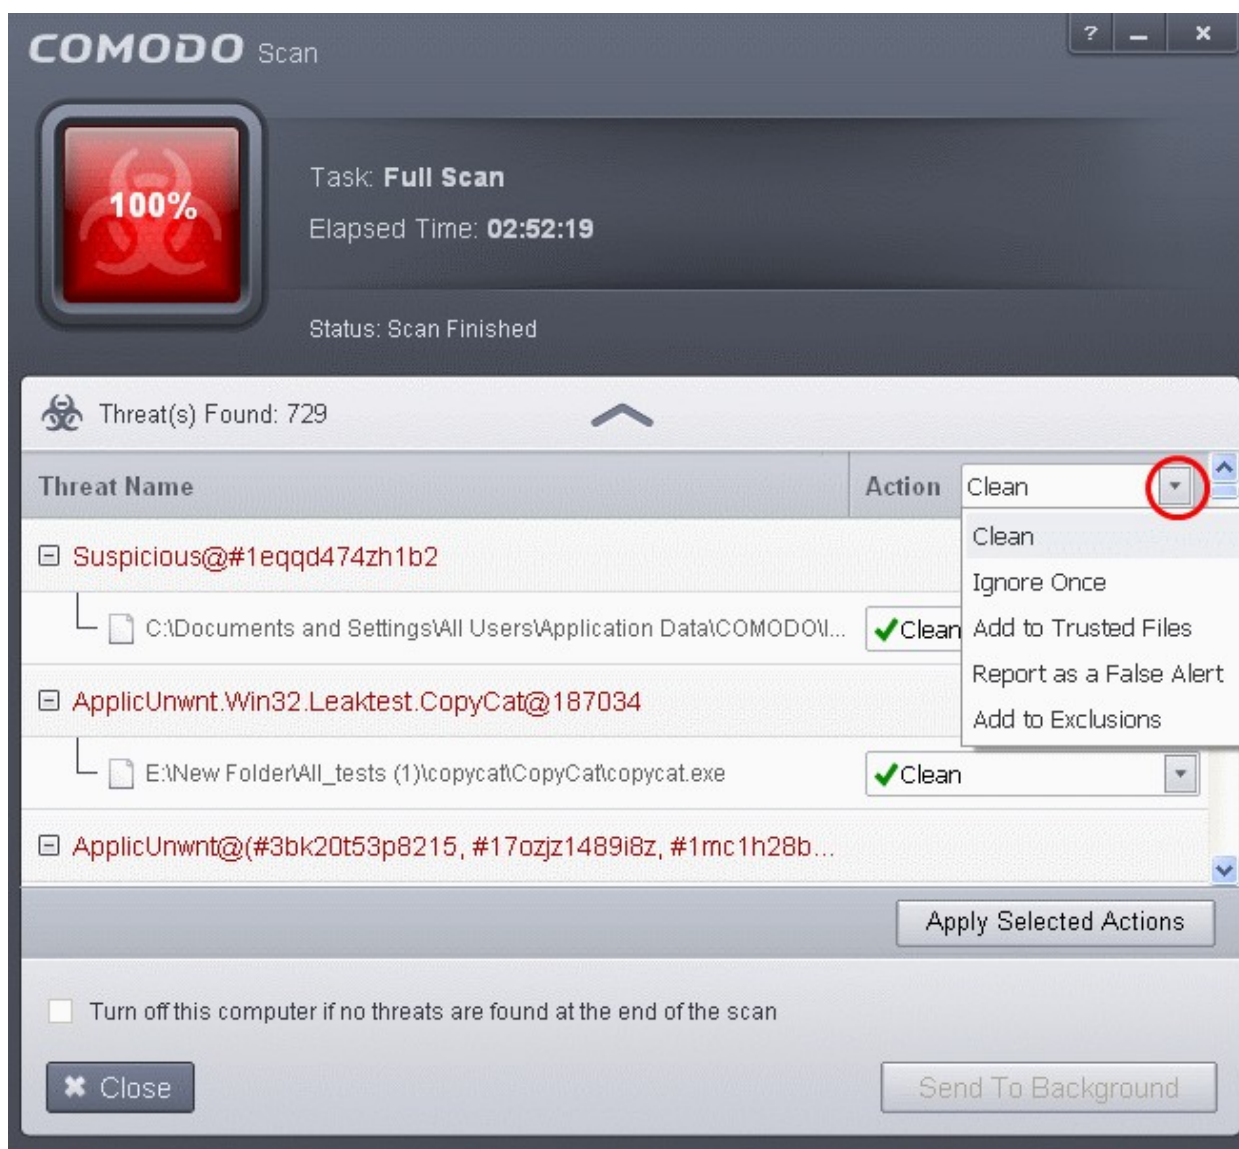 COMODO Scan
? – x
100%
Task: Full Scan
Elapsed Time: 02:52:19
Status: Scan Finished
Threat(s) Found: 729
Threat Name
Action Clean
Clean
Ignore Once
Add to Trusted Files
Report as a False Alert
Add to Exclusions
Suspicious@#1eqqd474zh1b2
C:\Documents and Settings\All Users\Application Data\COMODO\I... Clean
ApplicUnwnt.Win32.Leaktest.CopyCat@187034
E:\New Folder\All_tests (1)\copycat\CopyCat\copycat.exe Clean
ApplicUnwnt@(#3bk20t53p8215, #17ozjz1489i8z, #1mc1h28b...
Apply Selected Actions
Turn off this computer if no threats are found at the end of the scan
Close
Send To Background